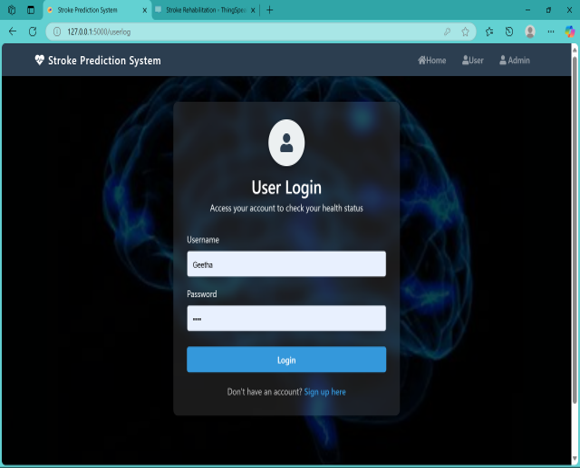 Stroke Prediction System
Stroke Rehabilitation - ThingSpe
127.0.0.1:5000/userlog
Stroke Prediction System
Home
User
Admin
User Login
Access your account to check your health status
Username
Geetha
Password
Login
Don't have an account? Sign up here